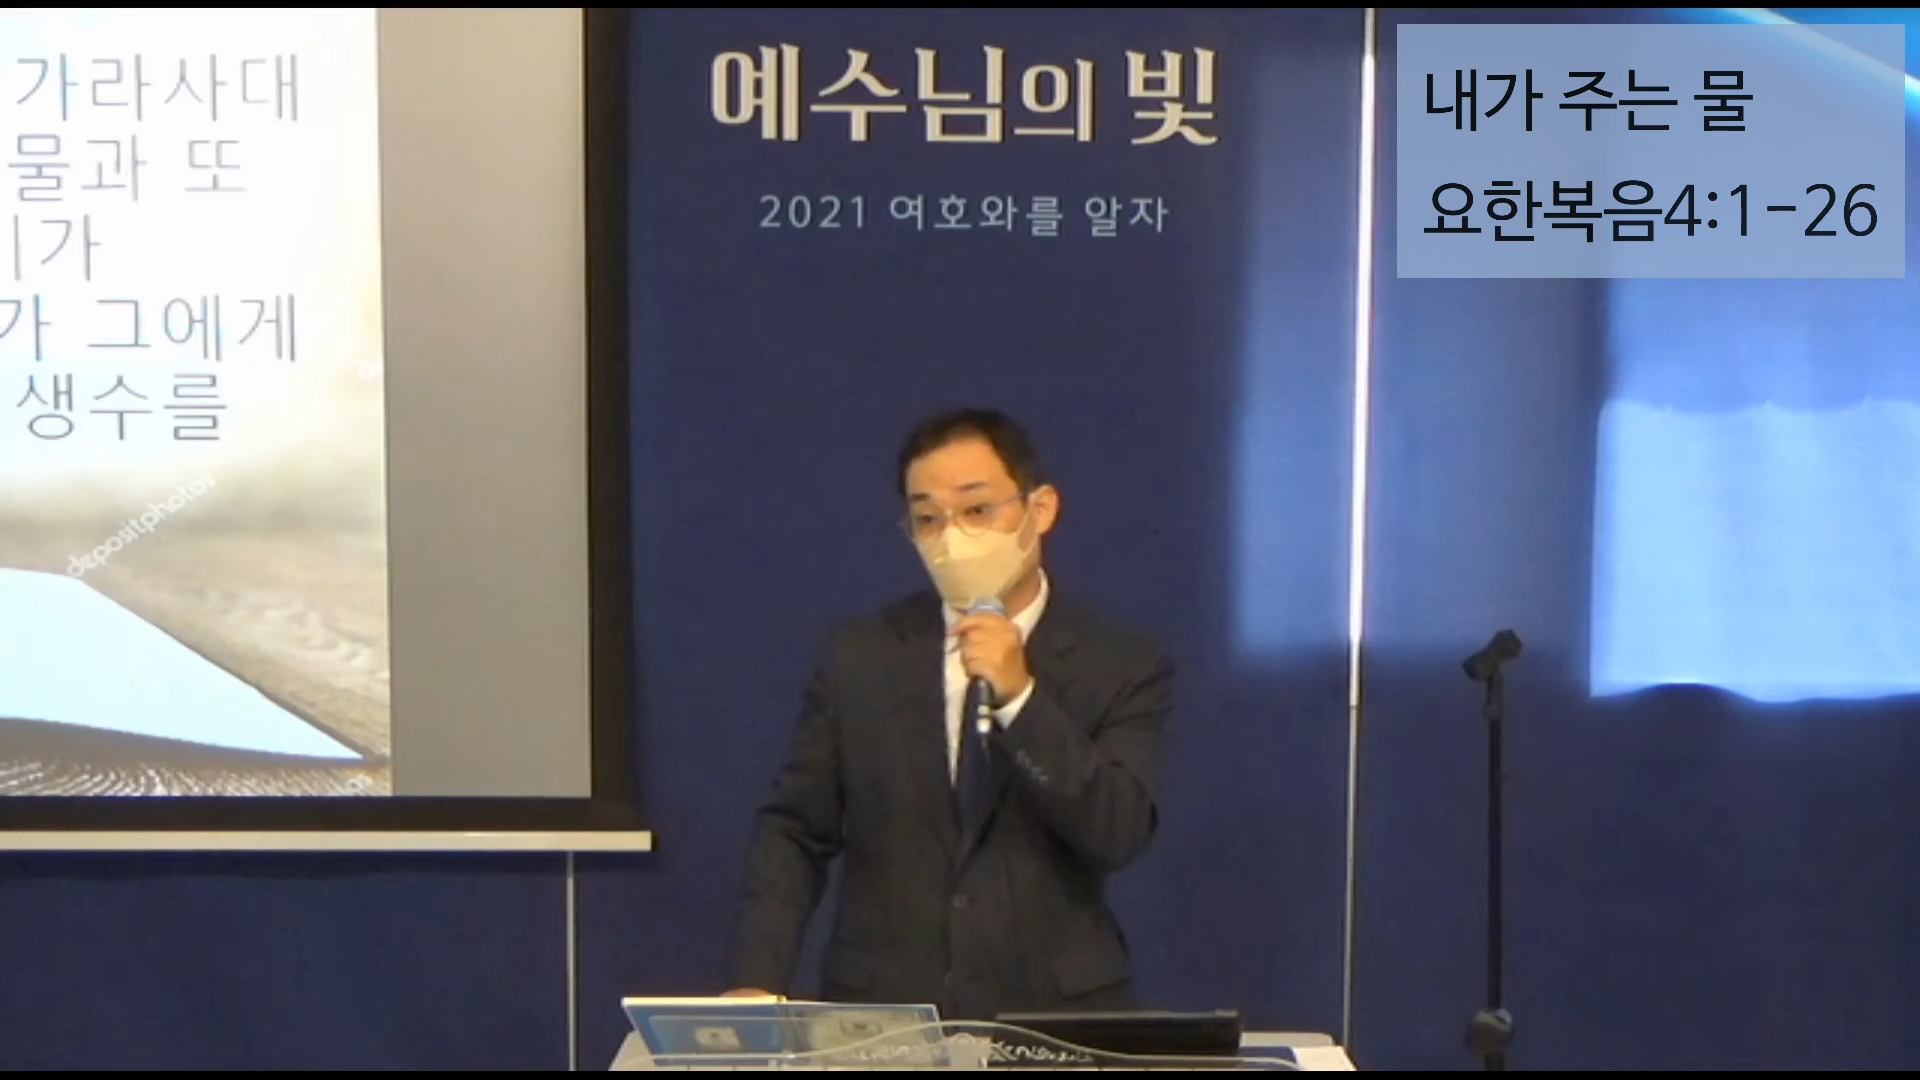 가라사대
물과 또
가
가 그에게
생수를
depositphotos
예수님의 빛
2021 여호와를 알자
내가 주는 물
요한복음4:1-26